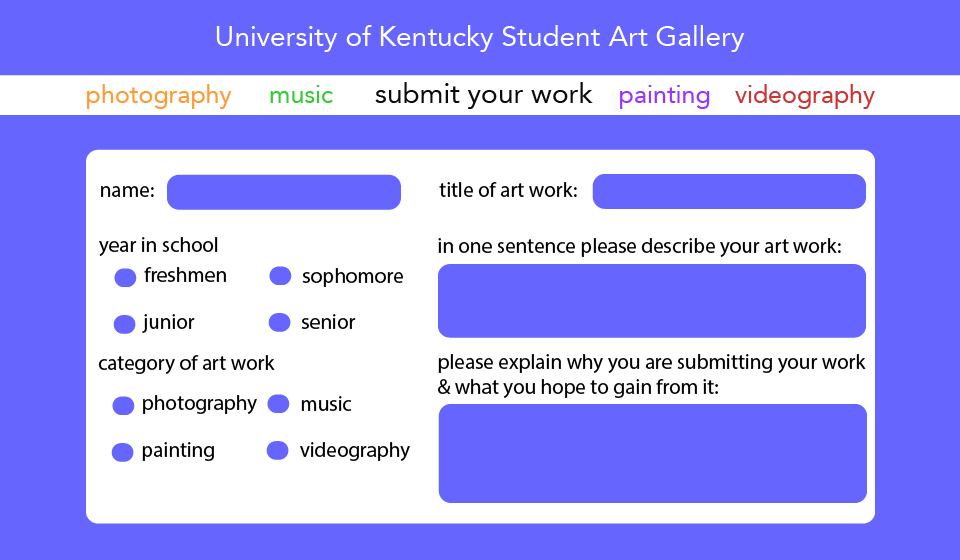 University of Kentucky Student Art Gallery
photography music submit your work painting videography
name:
title of art work:
year in school
freshmen sophomore
junior senior
category of art work
photography music
painting videography
in one sentence please describe your art work:
please explain why you are submitting your work
& what you hope to gain from it: